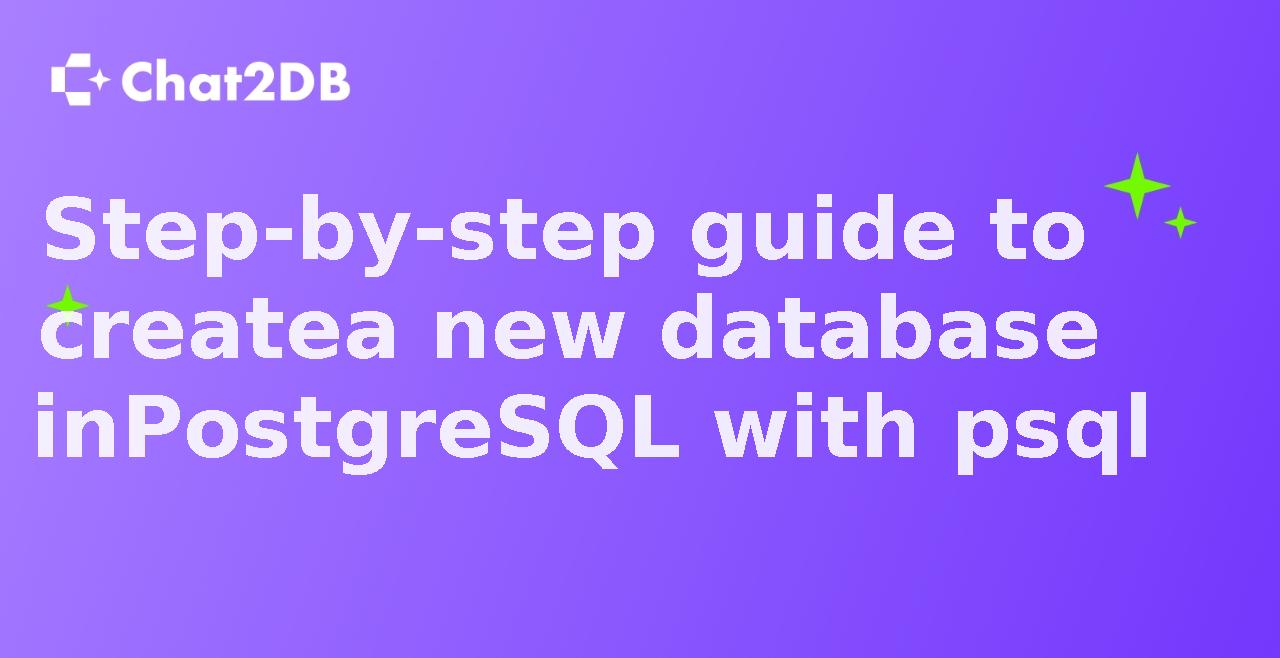 Chat2DB
Step-by-step guide to
createa new database
inPostgreSQL with psql